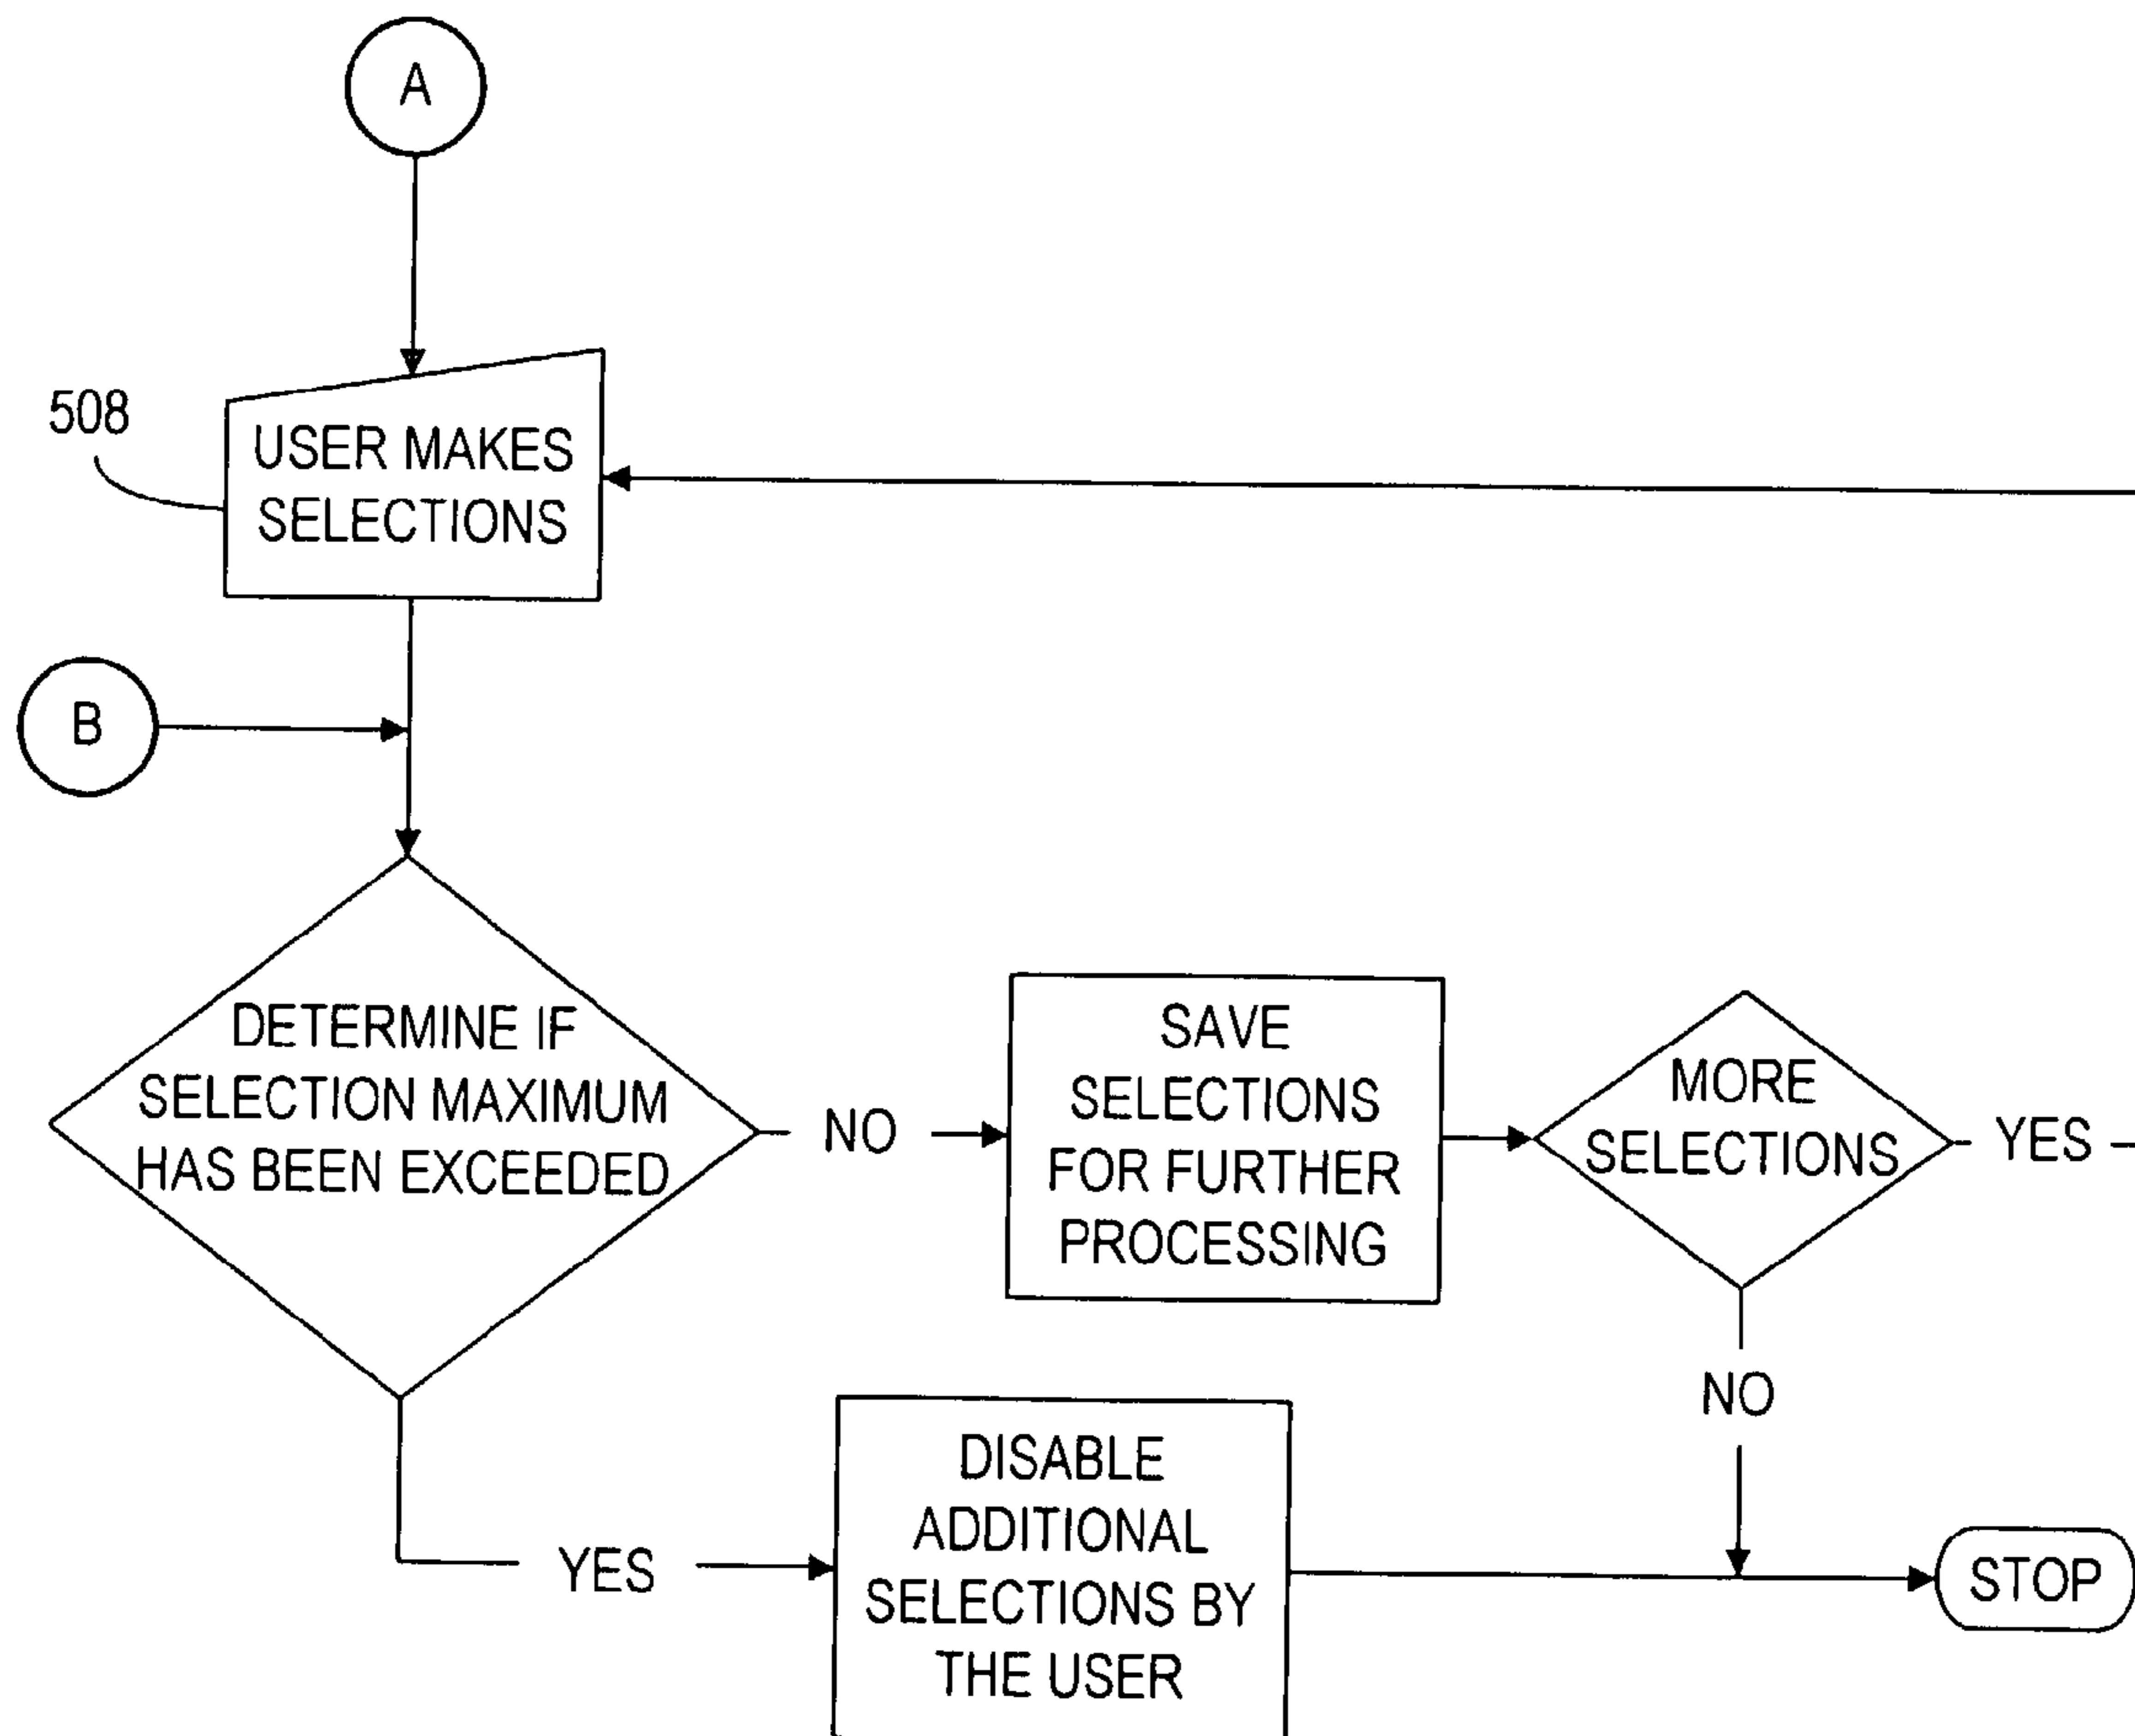 A
508
USER MAKES
SELECTIONS
B
DETERMINE IF
SELECTION MAXIMUM
HAS BEEN EXCEEDED
NO
SAVE
SELECTIONS
FOR FURTHER
PROCESSING
MORE
SELECTIONS
YES
NO
YES
DISABLE
ADDITIONAL
SELECTIONS BY
THE USER
STOP